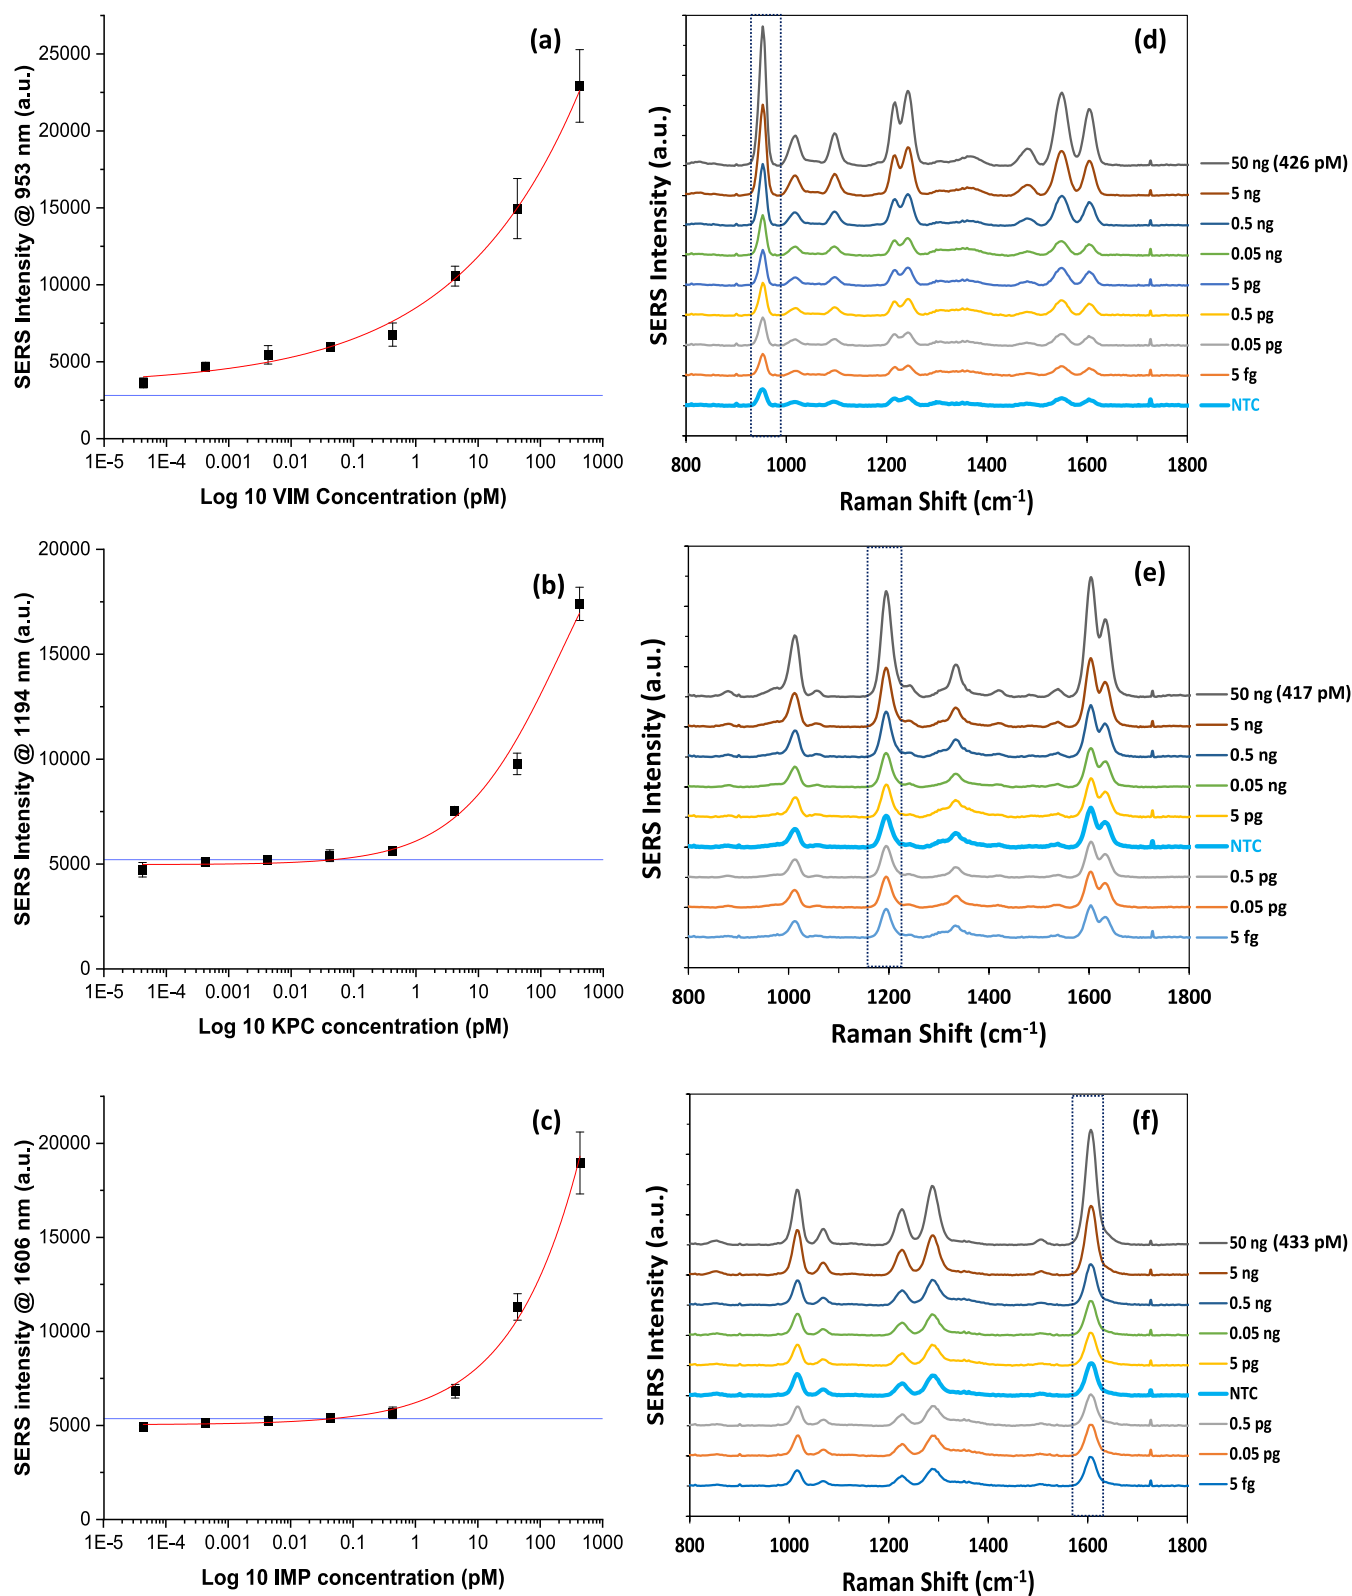 (a)
SERS Intensity @ 953 nm (a.u.)
25000
20000
15000
10000
5000
0
1E-5 1E-4 0.001 0.01 0.1 1 10 100 1000
Log 10 VIM Concentration (pM)
(d)
SERS Intensity (a.u.)
50 ng (426 pM)
5 ng
0.5 ng
0.05 ng
5 pg
0.5 pg
0.05 pg
5 fg
NTC
800 1000 1200 1400 1600 1800
Raman Shift (cm-1)
(b)
SERS Intensity @ 1194 nm (a.u.)
20000
15000
10000
5000
0
1E-5 1E-4 0.001 0.01 0.1 1 10 100 1000
Log 10 KPC concentration (pM)
(e)
SERS Intensity (a.u.)
50 ng (417 pM)
5 ng
0.5 ng
0.05 ng
5 pg
NTC
0.5 pg
0.05 pg
5 fg
800 1000 1200 1400 1600 1800
Raman Shift (cm-1)
(c)
SERS intensity @ 1606 nm (a.u.)
20000
15000
10000
5000
0
1E-5 1E-4 0.001 0.01 0.1 1 10 100 1000
Log 10 IMP concentration (pM)
(f)
SERS Intensity (a.u.)
50 ng (433 pM)
5 ng
0.5 ng
0.05 ng
5 pg
NTC
0.5 pg
0.05 pg
5 fg
800 1000 1200 1400 1600 1800
Raman Shift (cm-1)